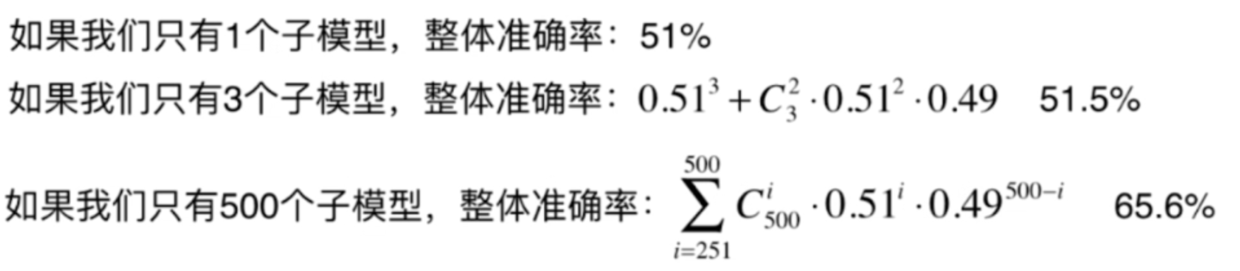 如果我们只有1个子模型，整体准确率：51%
如果我们只有3个子模型，整体准确率：$0.51^3 + C_3^2 \cdot 0.51^2 \cdot 0.49$ 51.5%
如果我们只有500个子模型，整体准确率：$\sum_{i=251}^{500} C_{500}^i \cdot 0.51^i \cdot 0.49^{500-i}$ 65.6%